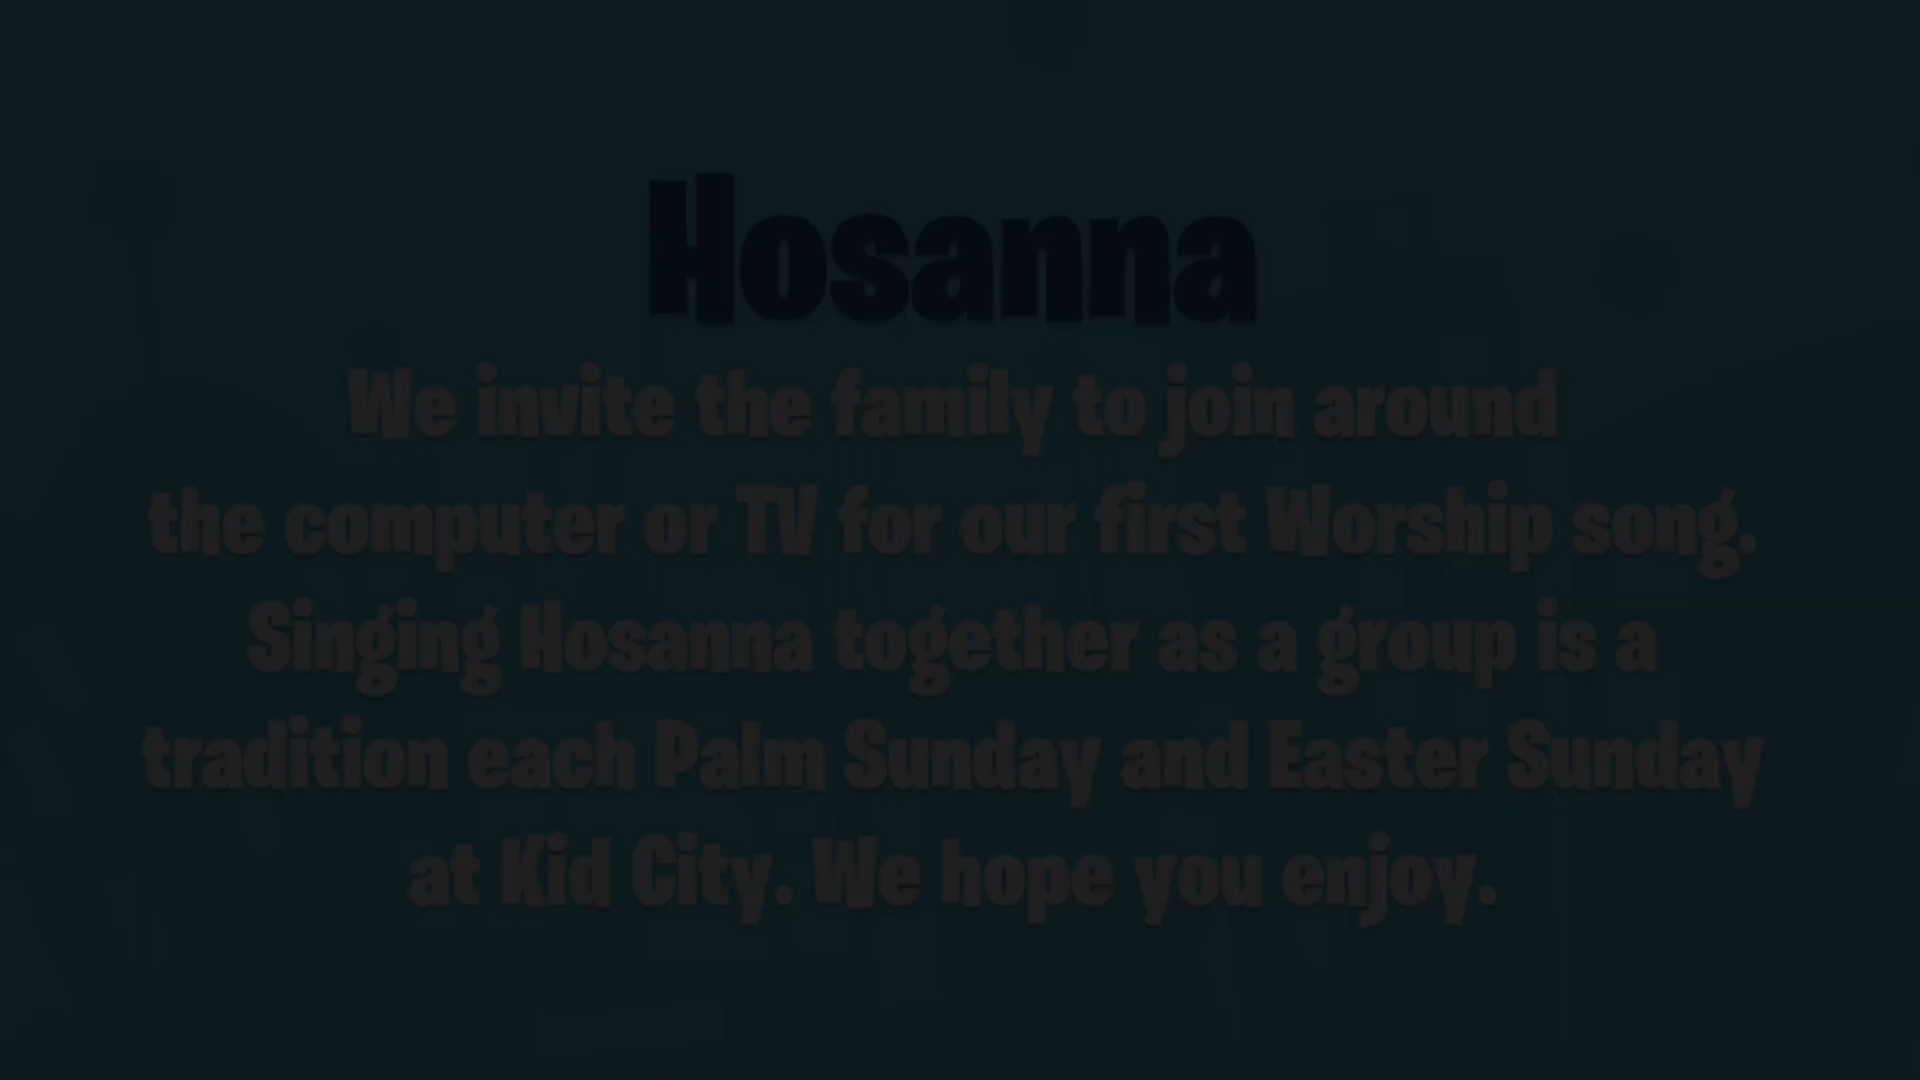 Hosanna
We invite the family to join around
the computer or TV for our first Worship song.
Singing Hosanna together as a group is a
tradition each Palm Sunday and Easter Sunday
at Kid City. We hope you enjoy.